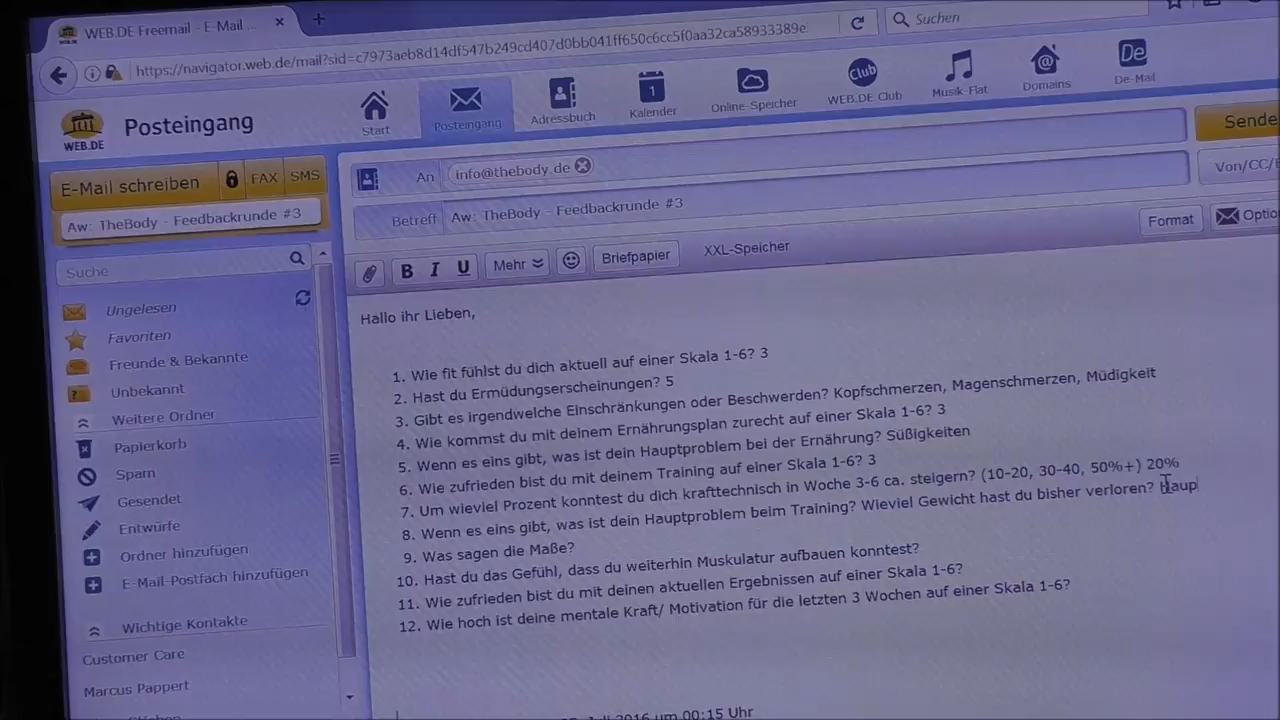 WEB.DE Freemail - E-Mail ...
https://navigator.web.de/mail?sid=c7973aeb8d14df547b249cd407d0bb041ff650c6cc5f0aa32ca58933389e
Suchen
WEB.DE
Posteingang
Start
Posteingang
Adressbuch
1
Kalender
Online-Speicher
Club
WEB.DE Club
Musik-Flat
Domains
De
De-Mail
E-Mail schreiben
FAX
SMS
Aw: TheBody - Feedbackrunde #3
Suche
Ungelesen
Favoriten
Freunde & Bekannte
Unbekannt
Weitere Ordner
Papierkorb
Spam
Gesendet
Entwürfe
Ordner hinzufügen
E-Mail-Postfach hinzufügen
Wichtige Kontakte
Customer Care
Marcus Pappert
An info@thebody.de
Sende
Von/CC/
Betreff Aw: TheBody - Feedbackrunde #3
Format
Optio
B I U Mehr Briefpapier XXL-Speicher
Hallo ihr Lieben,
1. Wie fit fühlst du dich aktuell auf einer Skala 1-6? 3
2. Hast du Ermüdungserscheinungen? 5
3. Gibt es irgendwelche Einschränkungen oder Beschwerden? Kopfschmerzen, Magenschmerzen, Müdigkeit
4. Wie kommst du mit deinem Ernährungsplan zurecht auf einer Skala 1-6? 3
5. Wenn es eins gibt, was ist dein Hauptproblem bei der Ernährung? Süßigkeiten
6. Wie zufrieden bist du mit deinem Training auf einer Skala 1-6? 3
7. Um wieviel Prozent konntest du dich krafttechnisch in Woche 3-6 ca. steigern? (10-20, 30-40, 50%+) 20%
8. Wenn es eins gibt, was ist dein Hauptproblem beim Training? Wieviel Gewicht hast du bisher verloren? Haup
9. Was sagen die Maße?
10. Hast du das Gefühl, dass du weiterhin Muskulatur aufbauen konntest?
11. Wie zufrieden bist du mit deinen aktuellen Ergebnissen auf einer Skala 1-6?
12. Wie hoch ist deine mentale Kraft/ Motivation für die letzten 3 Wochen auf einer Skala 1-6?
Juli 2016 um 00:15 Uhr